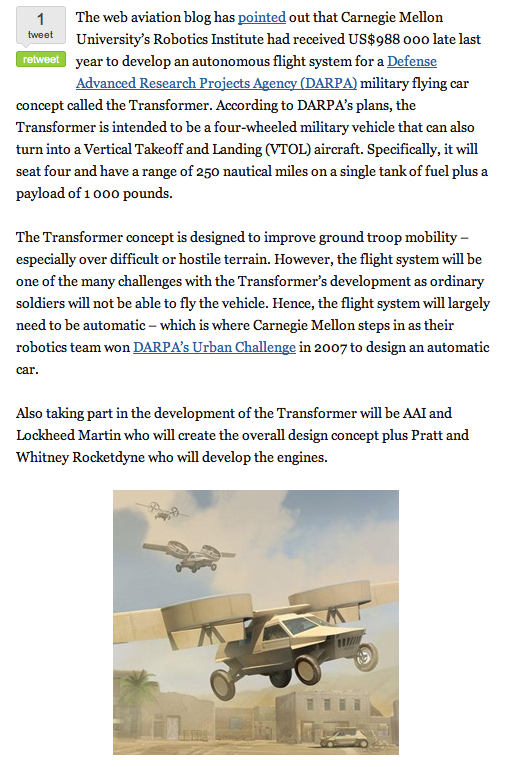 1
tweet
retweet
The web aviation blog has pointed out that Carnegie Mellon
University’s Robotics Institute had received US$988 000 late last
year to develop an autonomous flight system for a Defense
Advanced Research Projects Agency (DARPA) military flying car
concept called the Transformer. According to DARPA’s plans, the
Transformer is intended to be a four-wheeled military vehicle that can also
turn into a Vertical Takeoff and Landing (VTOL) aircraft. Specifically, it will
seat four and have a range of 250 nautical miles on a single tank of fuel plus a
payload of 1 000 pounds.
The Transformer concept is designed to improve ground troop mobility –
especially over difficult or hostile terrain. However, the flight system will be
one of the many challenges with the Transformer’s development as ordinary
soldiers will not be able to fly the vehicle. Hence, the flight system will largely
need to be automatic – which is where Carnegie Mellon steps in as their
robotics team won DARPA’s Urban Challenge in 2007 to design an automatic
car.
Also taking part in the development of the Transformer will be AAI and
Lockheed Martin who will create the overall design concept plus Pratt and
Whitney Rocketdyne who will develop the engines.